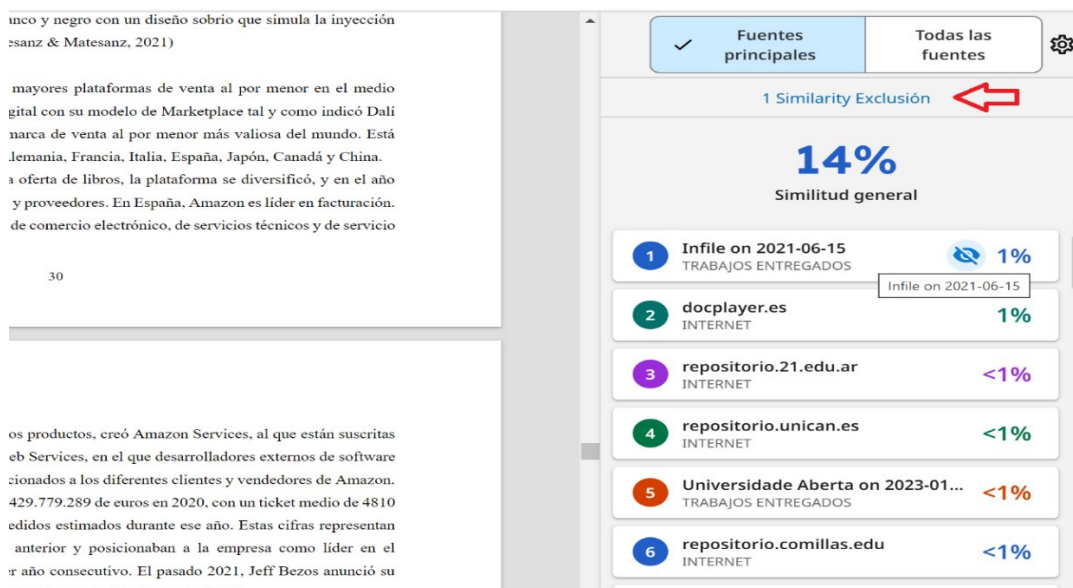 anco y negro con un diseño sobrio que simula la inyección
esanz & Matesanz, 2021)
mayores plataformas de venta al por menor en el medio
gital con su modelo de Marketplace tal y como indicó Dalí
marca de venta al por menor más valiosa del mundo. Está
lemania, Francia, Italia, España, Japón, Canadá y China.
a oferta de libros, la plataforma se diversificó, y en el año
y proveedores. En España, Amazon es líder en facturación.
de comercio electrónico, de servicios técnicos y de servicio
30
os productos, creó Amazon Services, al que están suscritas
eb Services, en el que desarrolladores externos de software
cionados a los diferentes clientes y vendedores de Amazon.
429.779.289 de euros en 2020, con un ticket medio de 4810
edidos estimados durante ese año. Estas cifras representan
anterior y posicionaban a la empresa como líder en el
er año consecutivo. El pasado 2021, Jeff Bezos anunció su
Fuentes
principales
Todas las
fuentes
1 Similarity Exclusión
14%
Similitud general
1 Infile on 2021-06-15 1%
TRABAJOS ENTREGADOS
Infile on 2021-06-15
2 docplayer.es 1%
INTERNET
3 repositorio.21.edu.ar <1%
INTERNET
4 repositorio.unican.es <1%
INTERNET
5 Universidade Aberta on 2023-01... <1%
TRABAJOS ENTREGADOS
6 repositorio.comillas.edu <1%
INTERNET